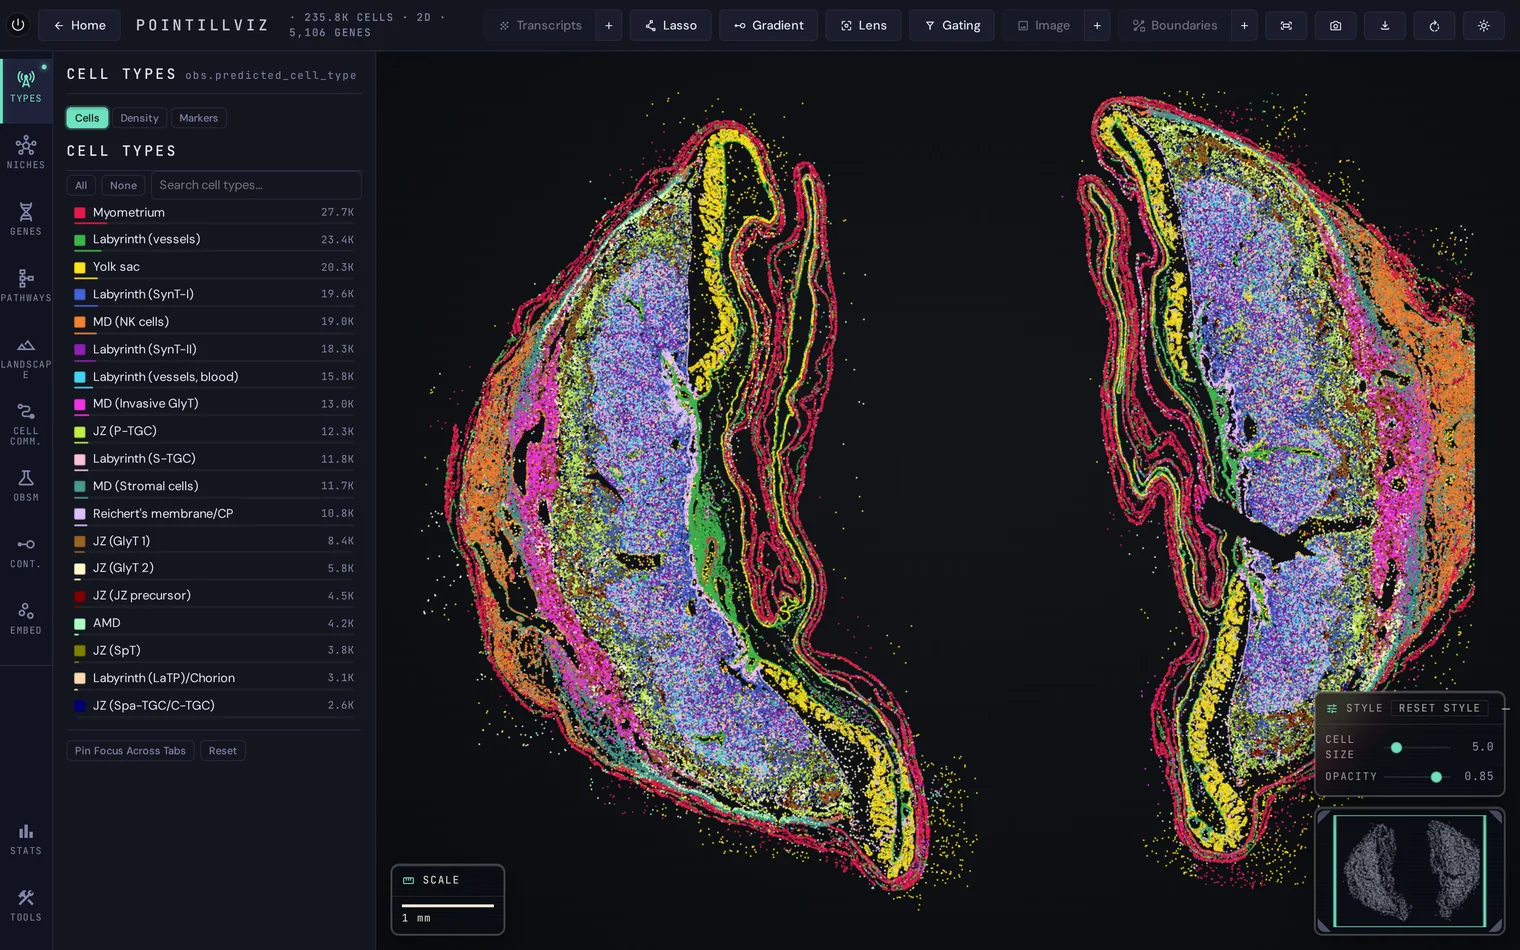 Home
POINTILLVIZ
· 235.8K CELLS · 2D ·
5,106 GENES
Transcripts +
Lasso
Gradient
Lens
Gating
Image +
Boundaries +
TYPES
NICHES
GENES
PATHWAYS
LANDSCAP
E
CELL
COMM.
OBSM
CONT.
EMBED
STATS
TOOLS
CELL TYPES obs.predicted_cell_type
Cells Density Markers
CELL TYPES
All None Search cell types...
Myometrium 27.7K
Labyrinth (vessels) 23.4K
Yolk sac 20.3K
Labyrinth (SynT-I) 19.6K
MD (NK cells) 19.0K
Labyrinth (SynT-II) 18.3K
Labyrinth (vessels, blood) 15.8K
MD (Invasive GlyT) 13.0K
JZ (P-TGC) 12.3K
Labyrinth (S-TGC) 11.8K
MD (Stromal cells) 11.7K
Reichert's membrane/CP 10.8K
JZ (GlyT 1) 8.4K
JZ (GlyT 2) 5.8K
JZ (JZ precursor) 4.5K
AMD 4.2K
JZ (SpT) 3.8K
Labyrinth (LaTP)/Chorion 3.1K
JZ (Spa-TGC/C-TGC) 2.6K
Pin Focus Across Tabs Reset
SCALE
1 mm
STYLE RESET STYLE —
CELL
SIZE 5.0
OPACITY 0.85